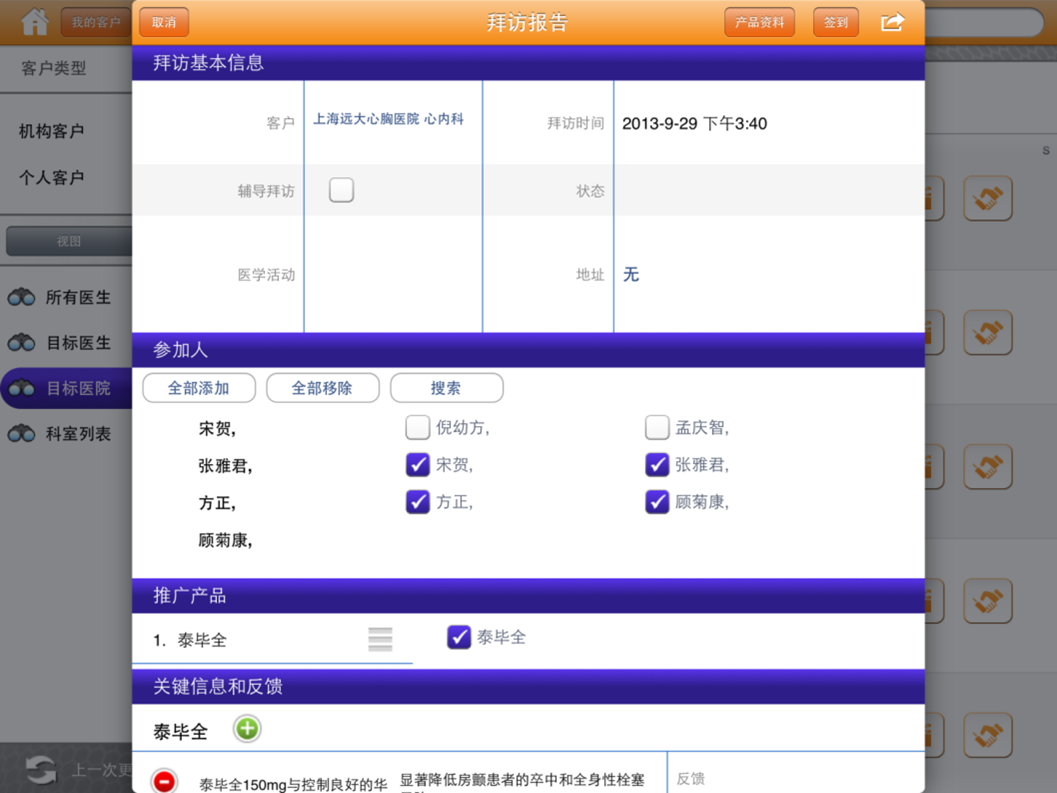 我的客户 取消 拜访报告 产品资料 签到
客户类型
拜访基本信息
机构客户
个人客户
视图
所有医生
目标医生
目标医院
科室列表
上一次更
客户 上海远大心胸医院 心内科 拜访时间 2013-9-29 下午3:40
辅导拜访 状态
医学活动 地址 无
S
参加人
全部添加 全部移除 搜索
宋贺, 倪幼方, 孟庆智,
张雅君, 宋贺, 张雅君,
方正, 方正, 顾菊康,
顾菊康,
推广产品
1. 泰毕全 泰毕全
关键信息和反馈
泰毕全
泰毕全150mg与控制良好的华 显著降低房颤患者的卒中和全身性栓塞 反馈